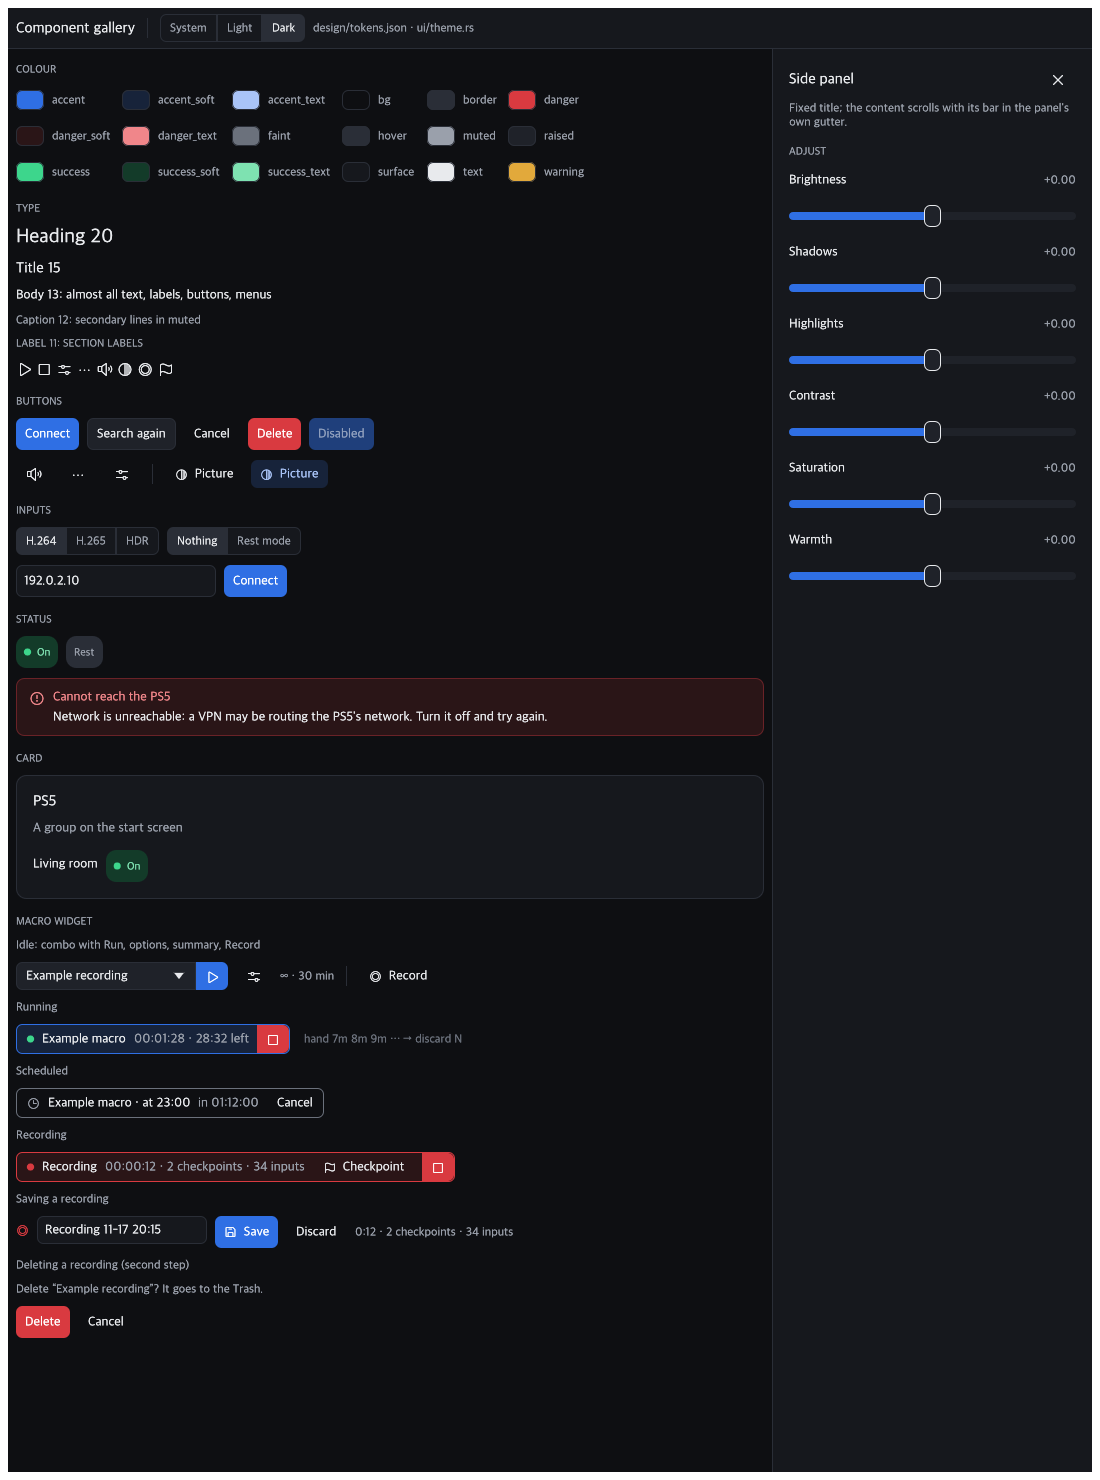 Component gallery
System Light Dark design/tokens.json · ui/theme.rs
COLOUR
accent accent_soft accent_text bg border danger
danger_soft danger_text faint hover muted raised
success success_soft success_text surface text warning
TYPE
Heading 20
Title 15
Body 13: almost all text, labels, buttons, menus
Caption 12: secondary lines in muted
LABEL 11: SECTION LABELS
BUTTONS
Connect Search again Cancel Delete Disabled
··· Picture Picture
INPUTS
H.264 H.265 HDR Nothing Rest mode
192.0.2.10 Connect
STATUS
On Rest
Cannot reach the PS5
Network is unreachable: a VPN may be routing the PS5's network. Turn it off and try again.
CARD
PS5
A group on the start screen
Living room On
MACRO WIDGET
Idle: combo with Run, options, summary, Record
Example recording ∞ · 30 min Record
Running
Example macro 00:01:28 · 28:32 left hand 7m 8m 9m ··· → discard N
Scheduled
Example macro · at 23:00 in 01:12:00 Cancel
Recording
Recording 00:00:12 · 2 checkpoints · 34 inputs Checkpoint
Saving a recording
Recording 11-17 20:15 Save Discard 0:12 · 2 checkpoints · 34 inputs
Deleting a recording (second step)
Delete “Example recording”? It goes to the Trash.
Delete Cancel
Side panel
Fixed title; the content scrolls with its bar in the panel's
own gutter.
ADJUST
Brightness +0.00
Shadows +0.00
Highlights +0.00
Contrast +0.00
Saturation +0.00
Warmth +0.00